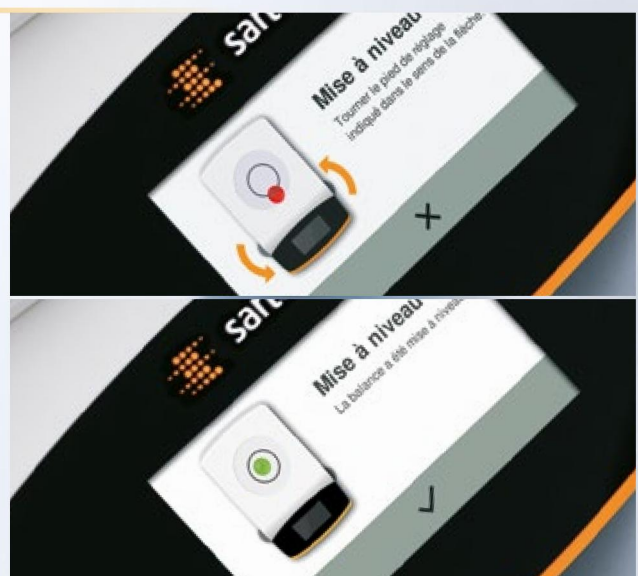 sart
Mise à niveau
Tourner le pied de réglage
indiqué dans le sens de la flèche.
sart
Mise à niveau
La balance a été mise à niveau